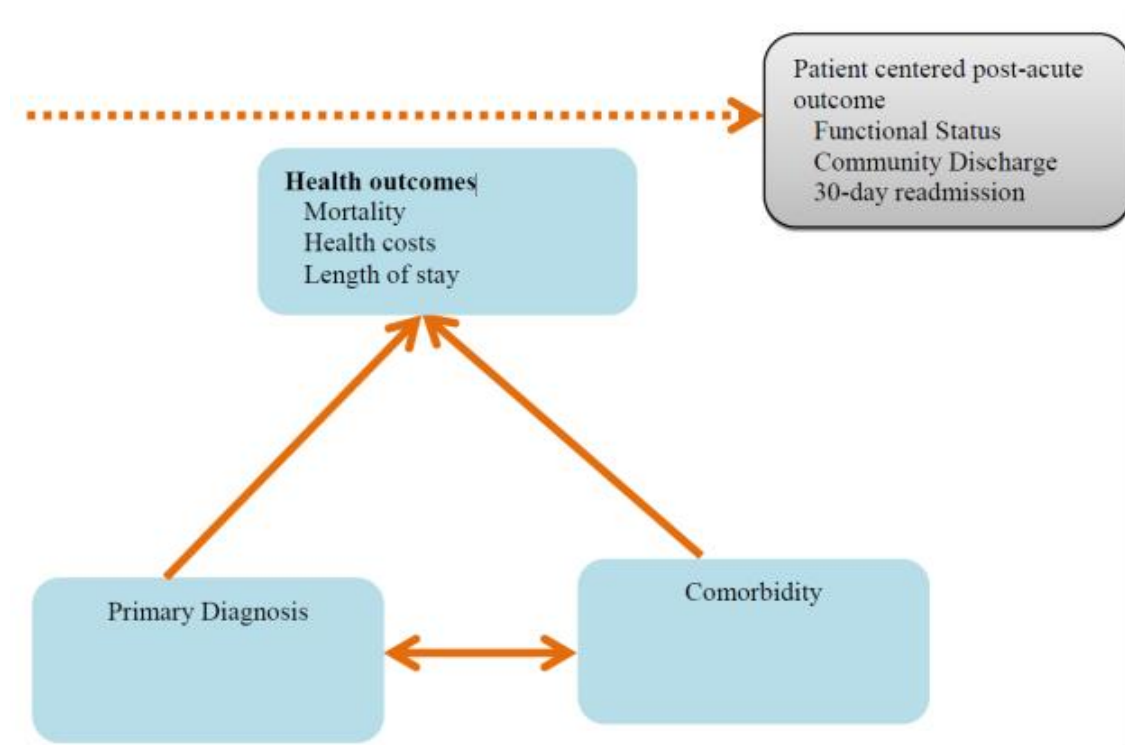 Patient centered post-acute
outcome
Functional Status
Community Discharge
30-day readmission
Health outcomes
Mortality
Health costs
Length of stay
Primary Diagnosis
Comorbidity